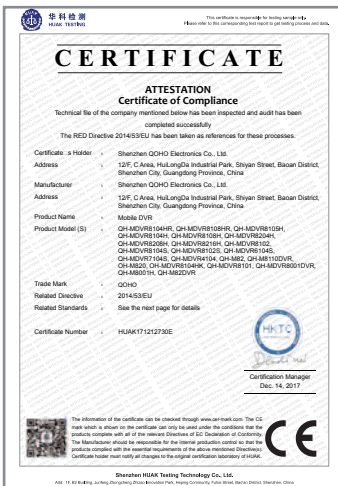 华科检测
HUAK TESTING
This certificate is responsible for testing sample only.
Please refer to this corresponding test report to get testing process and data.
CERTIFICATE
ATTESTATION
Certificate of Compliance
Technical file of the company mentioned below has been inspected and audit has been
completed successfully
The RED Directive 2014/53/EU has been taken as references for these processes.
Certificate's Holder : Shenzhen QOHO Electronics Co., Ltd.
Address : 12/F, C Area, HuiLongDa Industrial Park, Shiyan Street, Baoan District,
Shenzhen City, Guangdong Province, China
Manufacturer : Shenzhen QOHO Electronics Co., Ltd.
Address : 12/F, C Area, HuiLongDa Industrial Park, Shiyan Street, Baoan District,
Shenzhen City, Guangdong Province, China
Product Name : Mobile DVR
Product Model (S) : QH-MDVR8104HR, QH-MDVR8108HR, QH-MDVR8105H,
QH-MDVR8104H, QH-MDVR8108H, QH-MDVR8204H,
QH-MDVR8208H, QH-MDVR8216H, QH-MDVR8102,
QH-MDVR8104S, QH-MDVR8102S, QH-MDVR6104S,
QH-MDVR7104S, QH-MDVR4104, QH-M82, QH-M8110DVR,
QH-M820, QH-MDVR8104HK, QH-MDVR8101, QH-MDVR8001DVR,
QH-M8001H, QH-M82DVR
Trade Mark : QOHO
Related Directive : 2014/53/EU
Related Standards : See the next page for details
Certificate Number : HUAK171212730E
HKTC
Certification Manager
Dec. 14, 2017
The information of the certificate can be checked through www.cer-mark.com. The CE
mark which is shown on the certificate can only be used under the conditions that the
products complete with all of the relevant Directives of EC Declaration of Conformity.
The Manufacturer should be responsible for the internal production control so that the
products complied with the essential requirements of the above mentioned Directive(s).
Certificate holder must notify all changes to the original certification laboratory of HUAK.
CE
Shenzhen HUAK Testing Technology Co., Ltd.